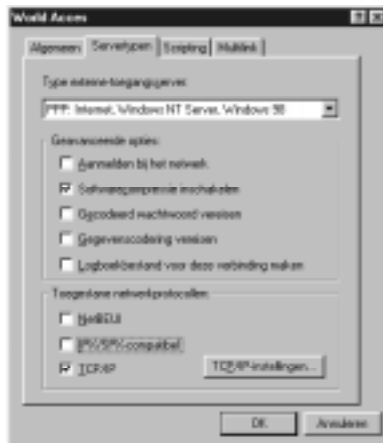 World Acces
Algemeen Servertypen Scripting Multilink
Type externe-toegangsserver:
PPP: Internet, Windows NT Server, Windows 98
Geavanceerde opties:
Aanmelden bij het netwerk
Softwarecompressie inschakelen
Gecodeerd wachtwoord vereisen
Gegevenscodering vereisen
Logboekbestand voor deze verbinding maken
Toegestane netwerkprotocollen:
NetBEUI
IPX/SPX-compatibel
TCP/IP TCP/IP-instellingen...
OK Annuleren